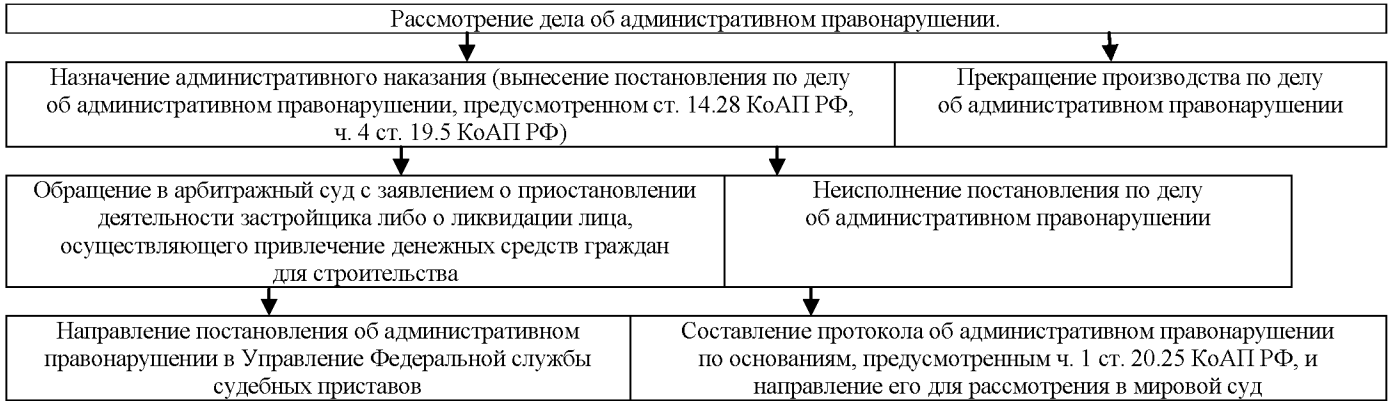 Рассмотрение дела об административном правонарушении.
Назначение административного наказания (вынесение постановления по делу
об административном правонарушении, предусмотренном ст. 14.28 КоАП РФ,
ч. 4 ст. 19.5 КоАП РФ)
Прекращение производства по делу
об административном правонарушении
Обращение в арбитражный суд с заявлением о приостановлении
деятельности застройщика либо о ликвидации лица,
осуществляющего привлечение денежных средств граждан
для строительства
Неисполнение постановления по делу
об административном правонарушении
Направление постановления об административном
правонарушении в Управление Федеральной службы
судебных приставов
Составление протокола об административном правонарушении
по основаниям, предусмотренным ч. 1 ст. 20.25 КоАП РФ, и
направление его для рассмотрения в мировой суд